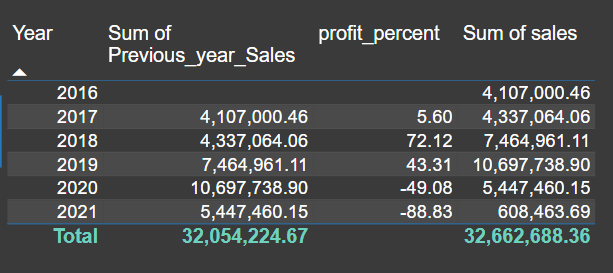 Year Sum of Previous_year_Sales profit_percent Sum of sales
2016 4,107,000.46
2017 4,107,000.46 5.60 4,337,064.06
2018 4,337,064.06 72.12 7,464,961.11
2019 7,464,961.11 43.31 10,697,738.90
2020 10,697,738.90 -49.08 5,447,460.15
2021 5,447,460.15 -88.83 608,463.69
Total 32,054,224.67 32,662,688.36